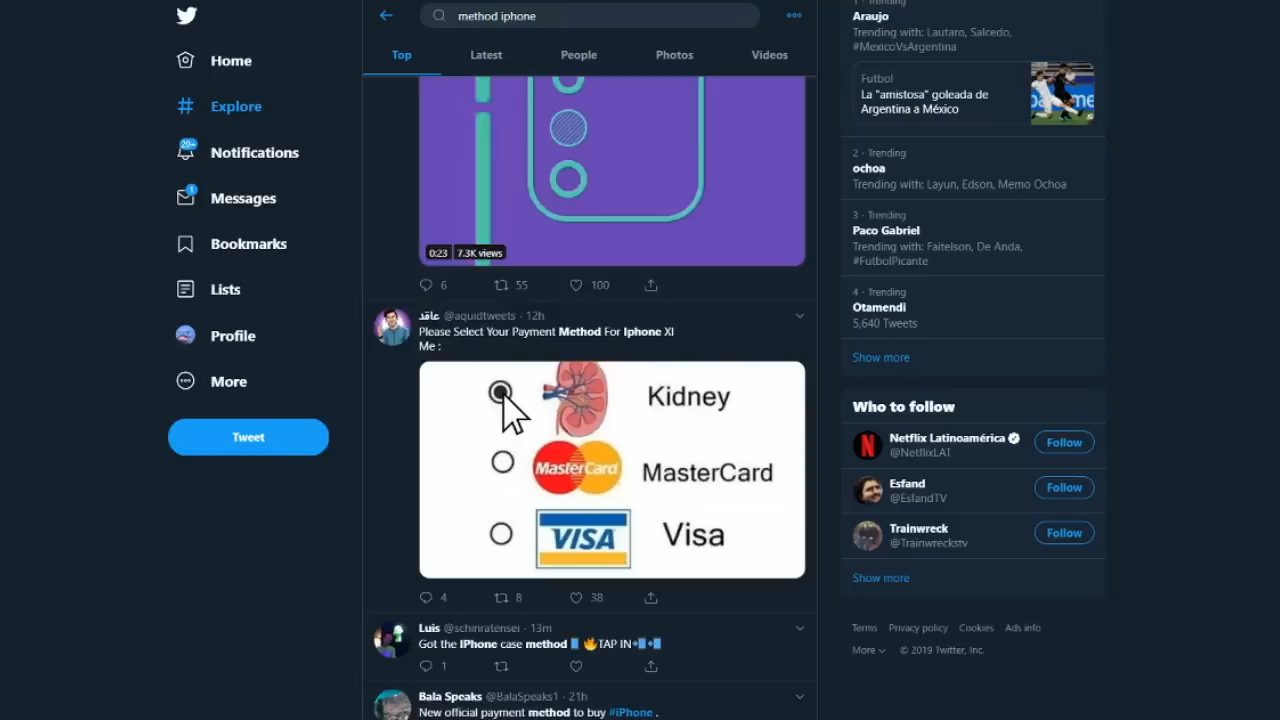 Home
Explore
20+
Notifications
1
Messages
Bookmarks
Lists
Profile
More
Tweet
method iphone
Top
Latest
People
Photos
Videos
0:23
7.3K views
6
55
100
عاقد @aquidtweets · 12h
Please Select Your Payment Method For Iphone XI
Me :
Kidney
MasterCard
MasterCard
VISA
Visa
4
8
38
Luis @schinratensei · 13m
Got the IPhone case method 🔥TAP IN
1
Bala Speaks @BalaSpeaks1 · 21h
New official payment method to buy #iPhone .
1 · Trending
Araujo
Trending with: Lautaro, Salcedo,
#MexicoVsArgentina
Futbol
La "amistosa" goleada de
Argentina a México
2 · Trending
ochoa
Trending with: Layun, Edson, Memo Ochoa
3 · Trending
Paco Gabriel
Trending with: Faitelson, De Anda,
#FutbolPicante
4 · Trending
Otamendi
5,640 Tweets
Show more
Who to follow
Netflix Latinoamérica
@NetflixLAT
Follow
Esfand
@EsfandTV
Follow
Trainwreck
@Trainwreckstv
Follow
Show more
Terms Privacy policy Cookies Ads info
More © 2019 Twitter, Inc.